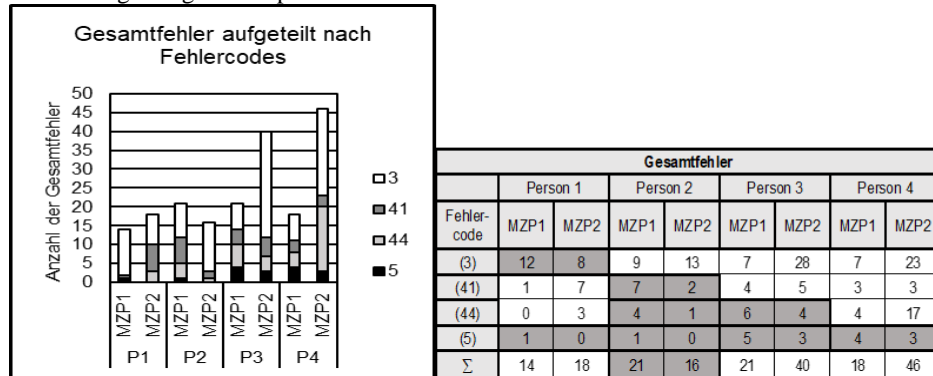 Gesamtfehler aufgeteilt nach
Fehlercodes
Anzahl der Gesamtfehler
50
45
40
35
30
25
20
15
10
5
0
MZP1 MZP2 MZP1 MZP2 MZP1 MZP2 MZP1 MZP2
P1 P2 P3 P4
3
41
44
5
Gesamtfehler
Person 1 Person 2 Person 3 Person 4
Fehler-
code MZP1 MZP2 MZP1 MZP2 MZP1 MZP2 MZP1 MZP2
(3) 12 8 9 13 7 28 7 23
(41) 1 7 7 2 4 5 3 3
(44) 0 3 4 1 6 4 4 17
(5) 1 0 1 0 5 3 4 3
Σ 14 18 21 16 21 40 18 46